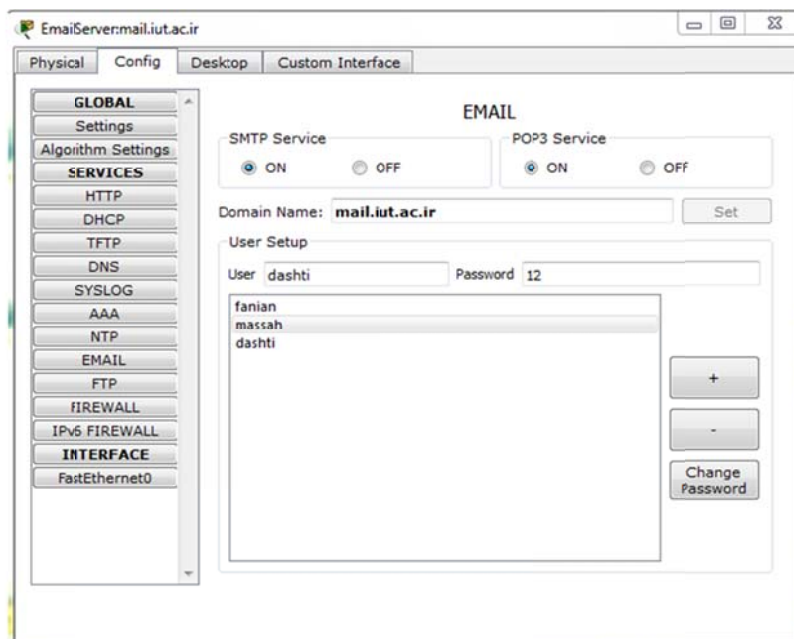 EmailServer:mail.iut.ac.ir
Physical Config Desktop Custom Interface
GLOBAL
Settings
Algorithm Settings
SERVICES
HTTP
DHCP
TFTP
DNS
SYSLOG
AAA
NTP
EMAIL
FTP
FIREWALL
IPv6 FIREWALL
INTERFACE
FastEthernet0
EMAIL
SMTP Service
ON OFF
POP3 Service
ON OFF
Domain Name: mail.iut.ac.ir Set
User Setup
User dashti Password 12
fanian
massah
dashti
+
-
Change
Password